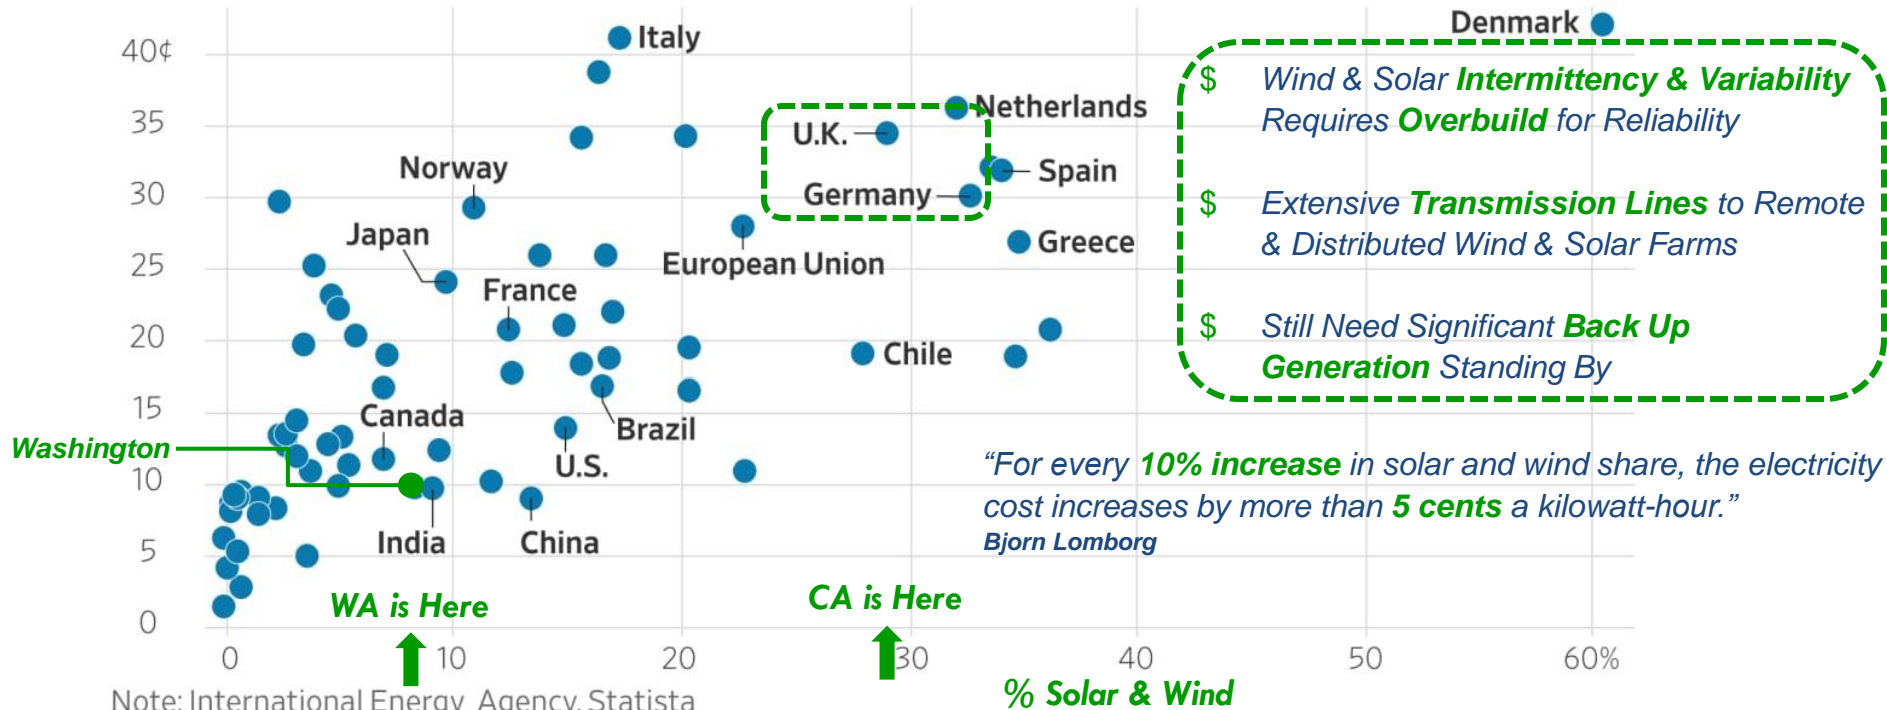 Denmark
Italy
40¢
$ Wind & Solar Intermittency & Variability
Requires Overbuild for Reliability
Netherlands
35
U.K.
Norway
Spain
30
Germany
$ Extensive Transmission Lines to Remote
& Distributed Wind & Solar Farms
Japan
Greece
25
European Union
France
20
Chile
$ Still Need Significant Back Up
Generation Standing By
15
Canada
Brazil
Washington
U.S.
10
“For every 10% increase in solar and wind share, the electricity
cost increases by more than 5 cents a kilowatt-hour.”
Bjorn Lomborg
India
China
5
WA is Here
CA is Here
0
0 10 20 30 40 50 60%
% Solar & Wind
Note: International Energy Agency, Statista